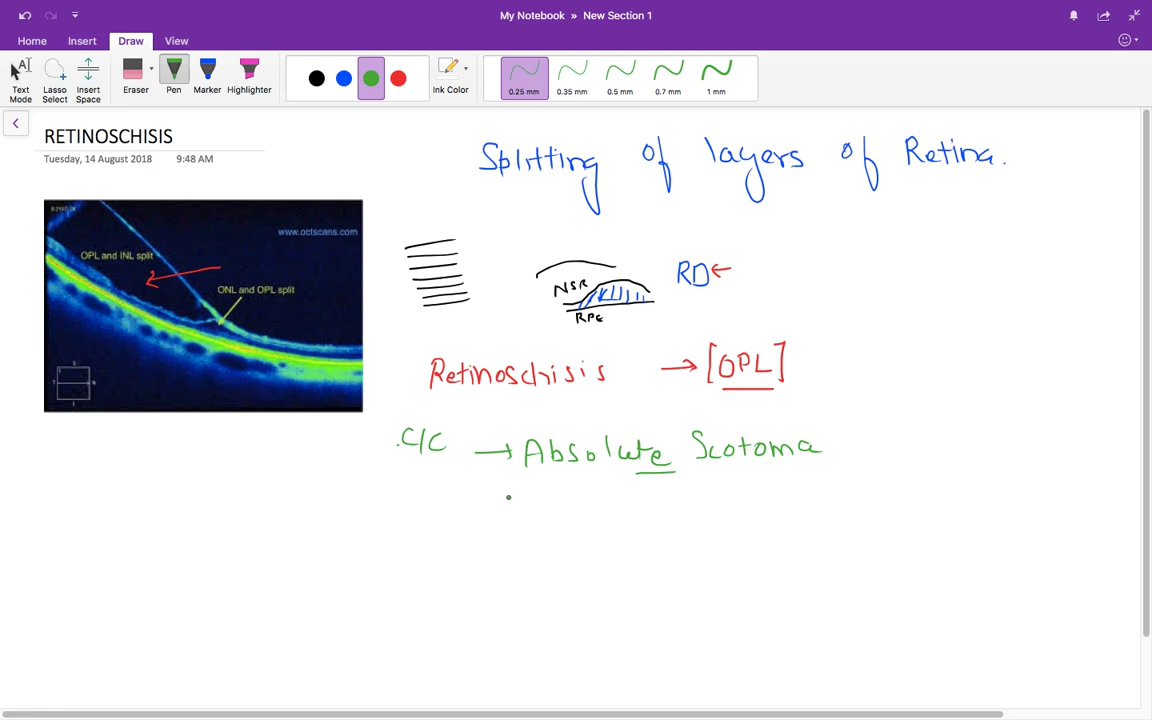 My Notebook » New Section 1
Home Insert Draw View
Text Mode
Lasso Select
Insert Space
Eraser
Pen
Marker
Highlighter
Ink Color
0.25 mm
0.35 mm
0.5 mm
0.7 mm
1 mm
RETINOSCHISIS
Tuesday, 14 August 2018 9:48 AM
Splitting of layers of Retina.
www.octscans.com
OPL and INL split
ONL and OPL split
NSR
RPE
RD←
Retinoschisis → [OPL]
C/C → Absolute Scotoma